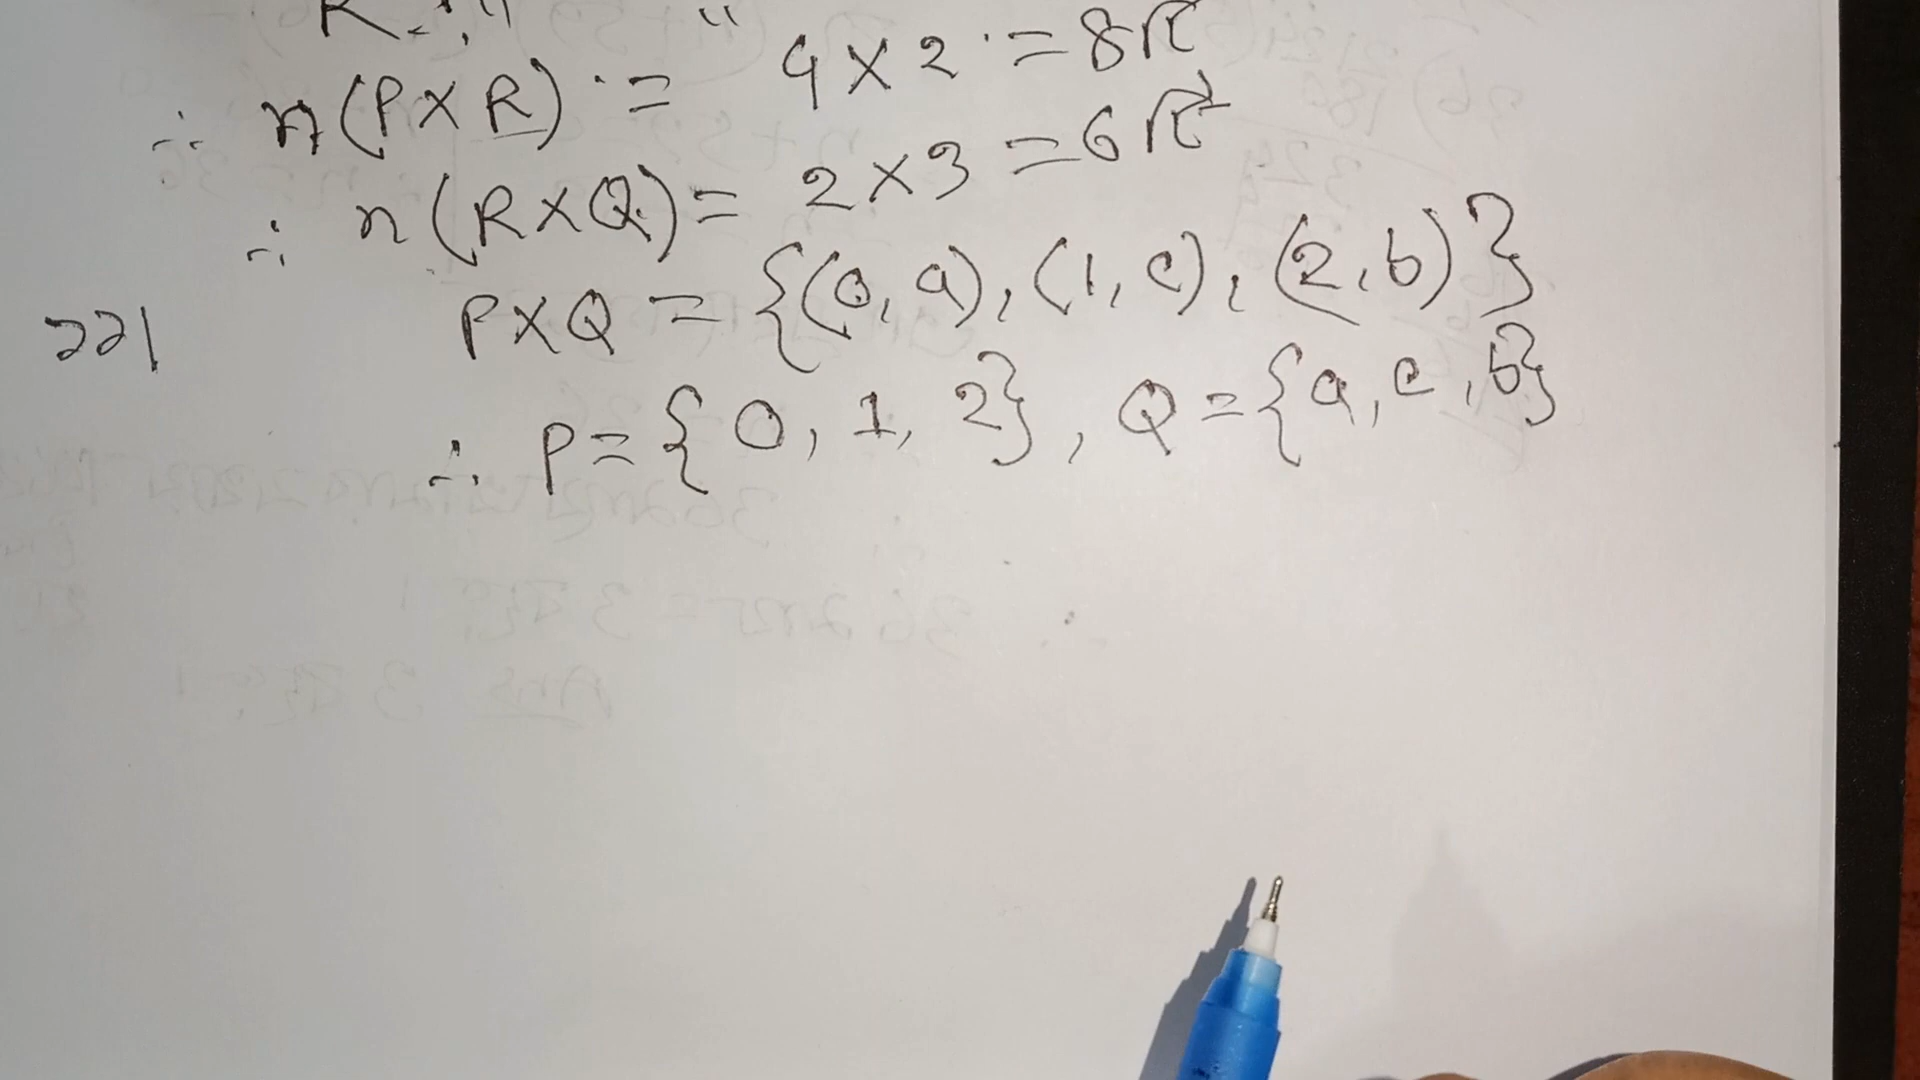 ∴ n(P×R) = 4×2 = 8টি
∴ n(R×Q) = 2×3 = 6টি
২২। P×Q = {(0,a), (1,c), (2,b)}
∴ P = {0, 1, 2}, Q = {a, c, b}